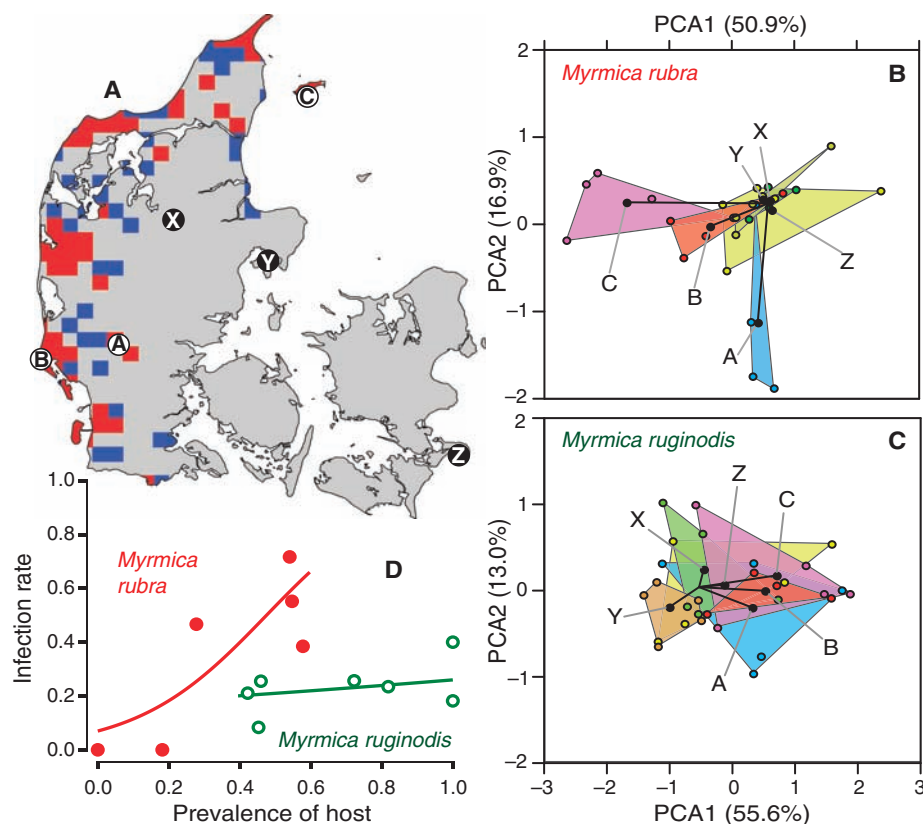 A
C
X
Y
A
B
Z
PCA1 (50.9%)
2
1
0
−1
−2
PCA2 (16.9%)
Myrmica rubra
B
X
Y
Z
C
B
A
2
1
0
−1
−2
PCA2 (13.0%)
Myrmica ruginodis
C
Z
C
X
Y
B
A
−3
−2
−1
0
1
2
3
PCA1 (55.6%)
1.0
0.8
0.6
0.4
0.2
0.0
Infection rate
Myrmica
rubra
D
Myrmica ruginodis
0.0
0.2
0.4
0.6
0.8
1.0
Prevalence of host